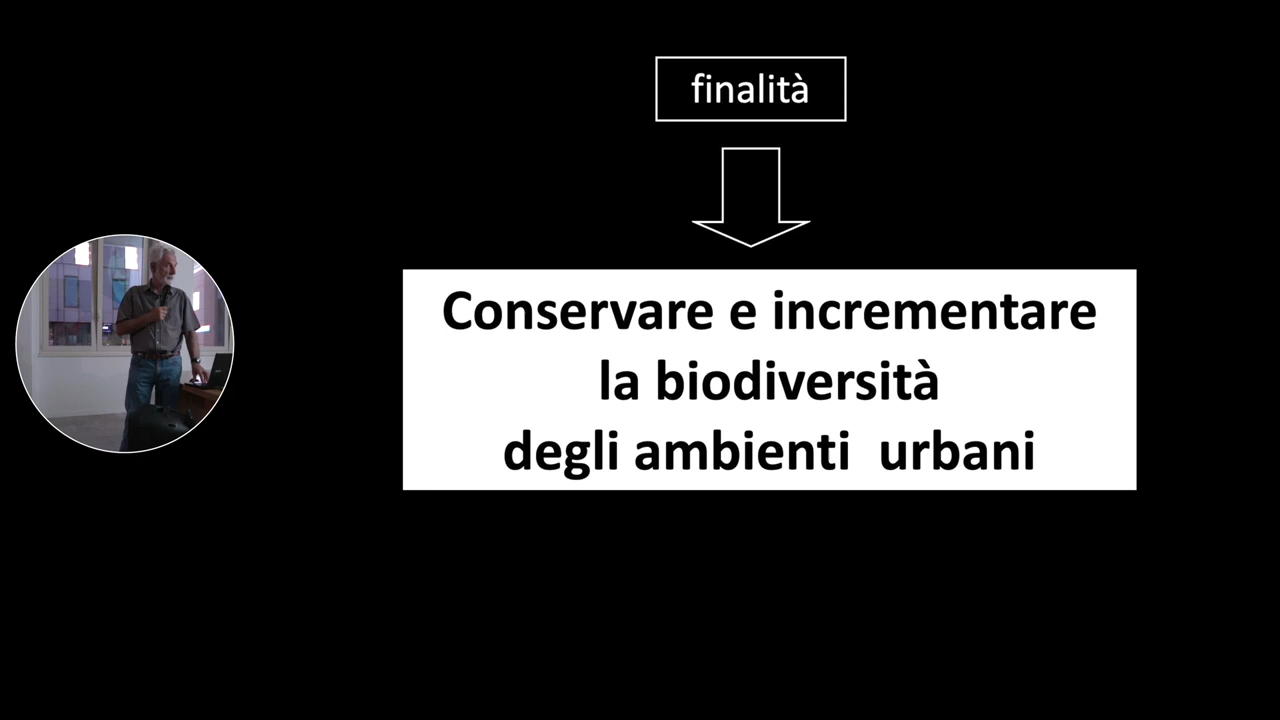 finalità
Conservare e incrementare
la biodiversità
degli ambienti  urbani